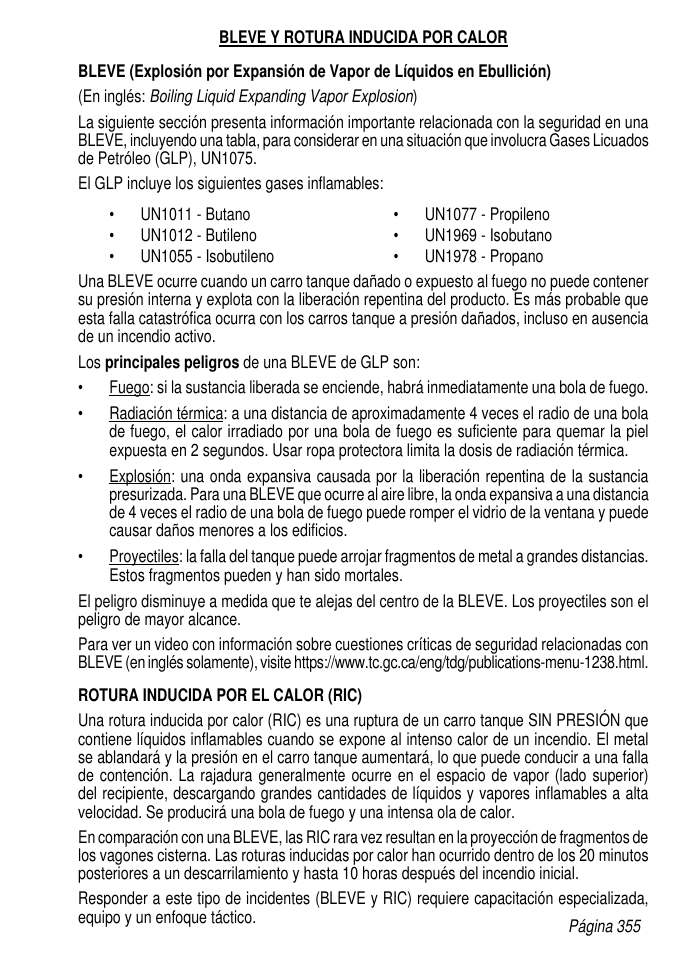 BLEVE Y ROTURA INDUCIDA POR CALOR
BLEVE (Explosión por Expansión de Vapor de Líquidos en Ebullición)
(En inglés: Boiling Liquid Expanding Vapor Explosion)
La siguiente sección presenta información importante relacionada con la seguridad en una
BLEVE, incluyendo una tabla, para considerar en una situación que involucra Gases Licuados
de Petróleo (GLP), UN1075.
El GLP incluye los siguientes gases inflamables:
• UN1011 - Butano
• UN1012 - Butileno
• UN1055 - Isobutileno
• UN1077 - Propileno
• UN1969 - Isobutano
• UN1978 - Propano
Una BLEVE ocurre cuando un carro tanque dañado o expuesto al fuego no puede contener
su presión interna y explota con la liberación repentina del producto. Es más probable que
esta falla catastrófica ocurra con los carros tanque a presión dañados, incluso en ausencia
de un incendio activo.
Los principales peligros de una BLEVE de GLP son:
• Fuego: si la sustancia liberada se enciende, habrá inmediatamente una bola de fuego.
• Radiación térmica: a una distancia de aproximadamente 4 veces el radio de una bola
de fuego, el calor irradiado por una bola de fuego es suficiente para quemar la piel
expuesta en 2 segundos. Usar ropa protectora limita la dosis de radiación térmica.
• Explosión: una onda expansiva causada por la liberación repentina de la sustancia
presurizada. Para una BLEVE que ocurre al aire libre, la onda expansiva a una distancia
de 4 veces el radio de una bola de fuego puede romper el vidrio de la ventana y puede
causar daños menores a los edificios.
• Proyectiles: la falla del tanque puede arrojar fragmentos de metal a grandes distancias.
Estos fragmentos pueden y han sido mortales.
El peligro disminuye a medida que te alejas del centro de la BLEVE. Los proyectiles son el
peligro de mayor alcance.
Para ver un video con información sobre cuestiones críticas de seguridad relacionadas con
BLEVE (en inglés solamente), visite https://www.tc.gc.ca/eng/tdg/publications-menu-1238.html.
ROTURA INDUCIDA POR EL CALOR (RIC)
Una rotura inducida por calor (RIC) es una ruptura de un carro tanque SIN PRESIÓN que
contiene líquidos inflamables cuando se expone al intenso calor de un incendio. El metal
se ablandará y la presión en el carro tanque aumentará, lo que puede conducir a una falla
de contención. La rajadura generalmente ocurre en el espacio de vapor (lado superior)
del recipiente, descargando grandes cantidades de líquidos y vapores inflamables a alta
velocidad. Se producirá una bola de fuego y una intensa ola de calor.
En comparación con una BLEVE, las RIC rara vez resultan en la proyección de fragmentos de
los vagones cisterna. Las roturas inducidas por calor han ocurrido dentro de los 20 minutos
posteriores a un descarrilamiento y hasta 10 horas después del incendio inicial.
Responder a este tipo de incidentes (BLEVE y RIC) requiere capacitación especializada,
equipo y un enfoque táctico.
Página 355